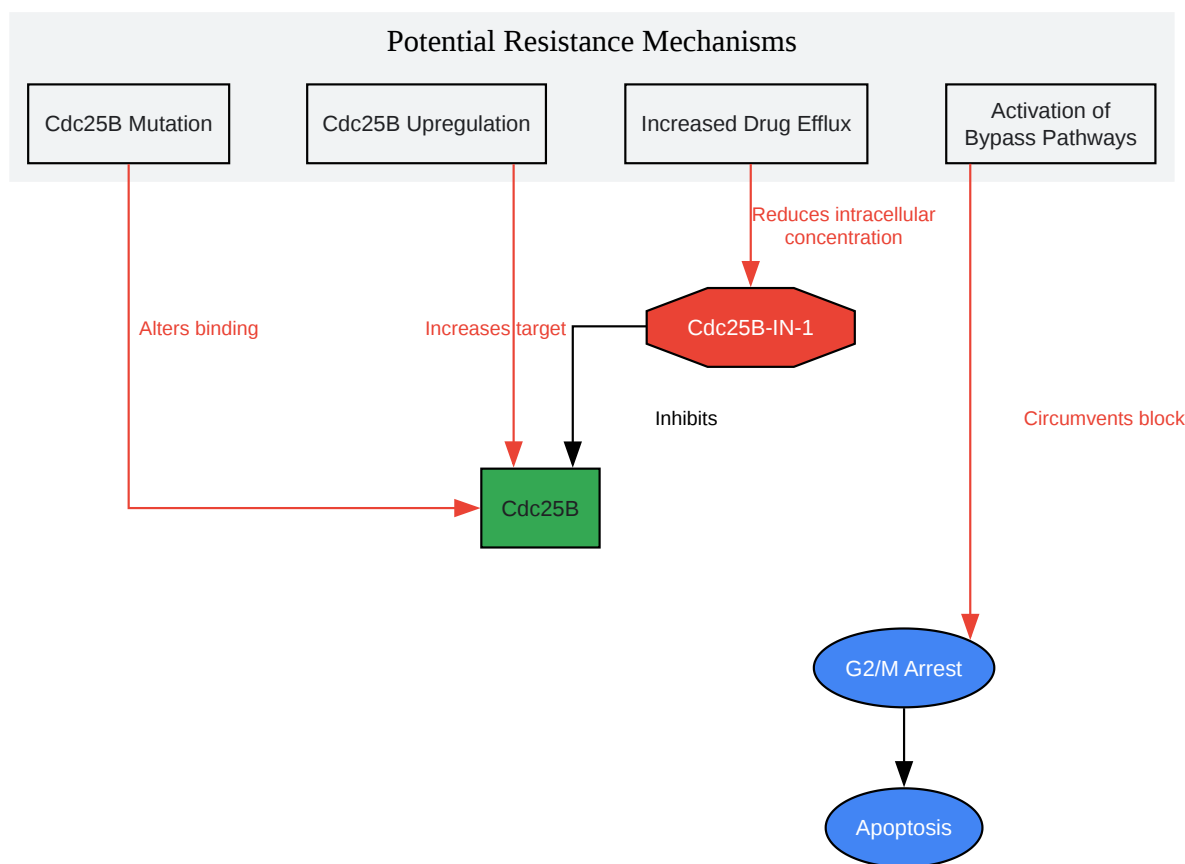 Potential Resistance Mechanisms
Cdc25B Mutation
Cdc25B Upregulation
Increased Drug Efflux
Activation of
Bypass Pathways
Reduces intracellular
concentration
Alters binding
Increases target
Cdc25B-IN-1
Inhibits
Circumvents block
Cdc25B
G2/M Arrest
Apoptosis